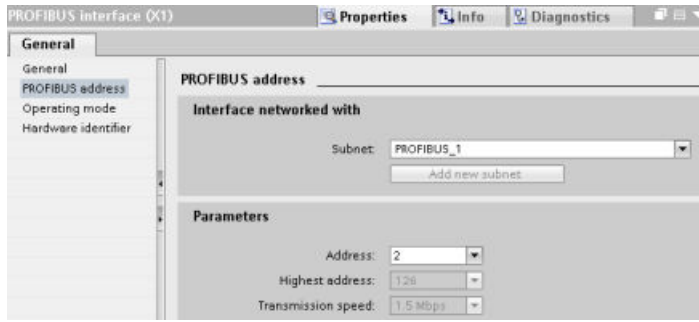 PROFIBUS interface (X1)
Properties
Info
Diagnostics
General
General
PROFIBUS address
Operating mode
Hardware identifier
PROFIBUS address
Interface networked with
Subnet: PROFIBUS_1
Add new subnet
Parameters
Address: 2
Highest address: 126
Transmission speed: 1.5 Mbps